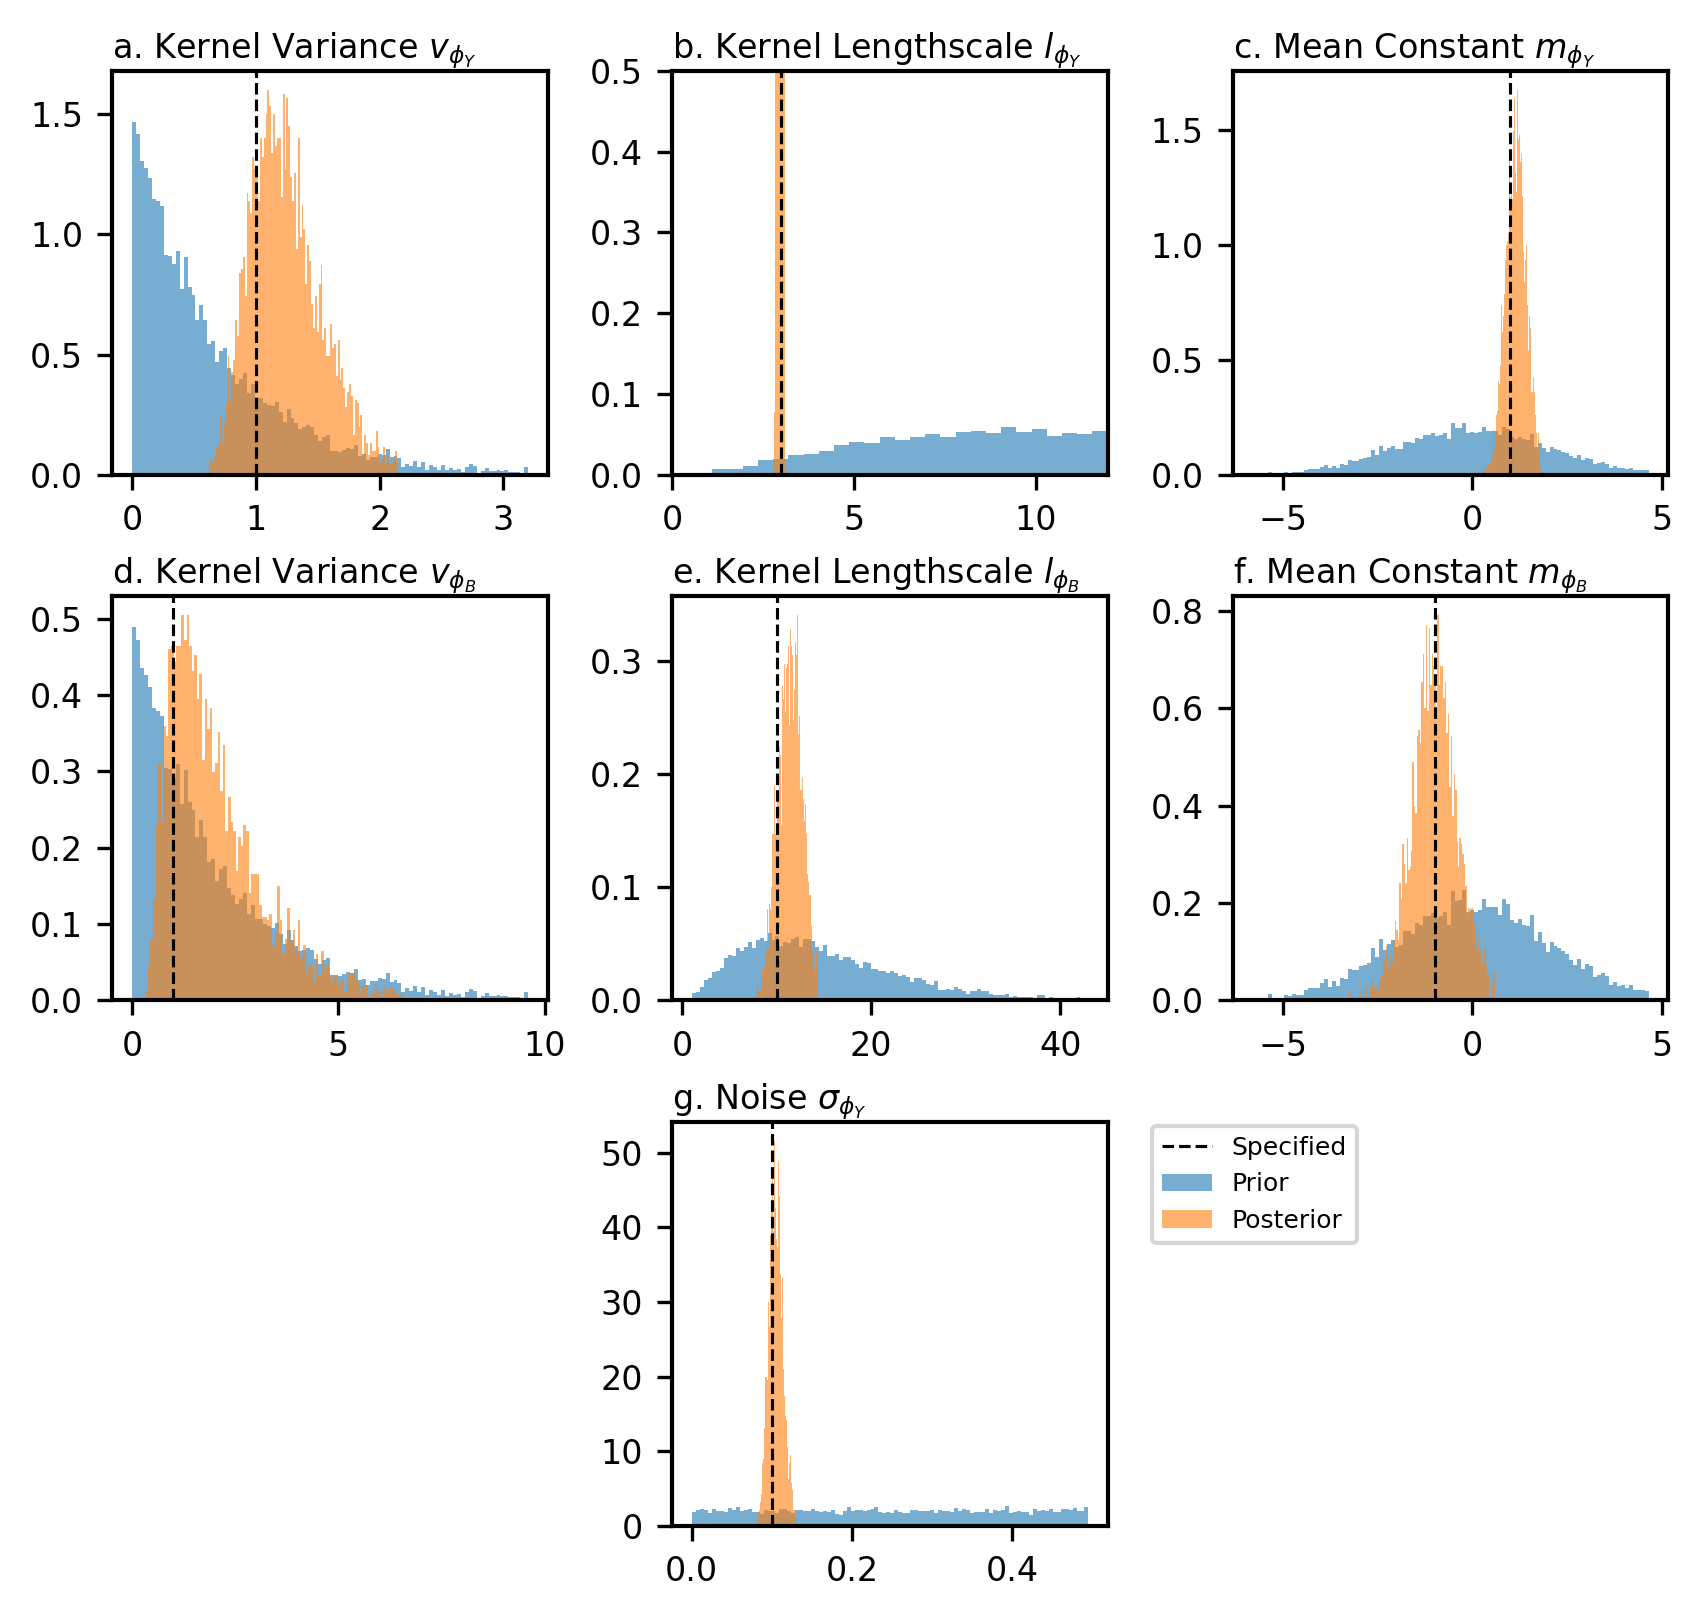 a. Kernel Variance v_{ϕ_Y}
b. Kernel Lengthscale l_{ϕ_Y}
c. Mean Constant m_{ϕ_Y}
1.5
1.0
0.5
0.0
0 1 2 3
0.5
0.4
0.3
0.2
0.1
0.0
0 5 10
1.5
1.0
0.5
0.0
−5 0 5
d. Kernel Variance v_{ϕ_B}
e. Kernel Lengthscale l_{ϕ_B}
f. Mean Constant m_{ϕ_B}
0.5
0.4
0.3
0.2
0.1
0.0
0 5 10
0.3
0.2
0.1
0.0
0 20 40
0.8
0.6
0.4
0.2
0.0
−5 0 5
g. Noise σ_{ϕ_Y}
50
40
30
20
10
0
0.0 0.2 0.4
Specified
Prior
Posterior